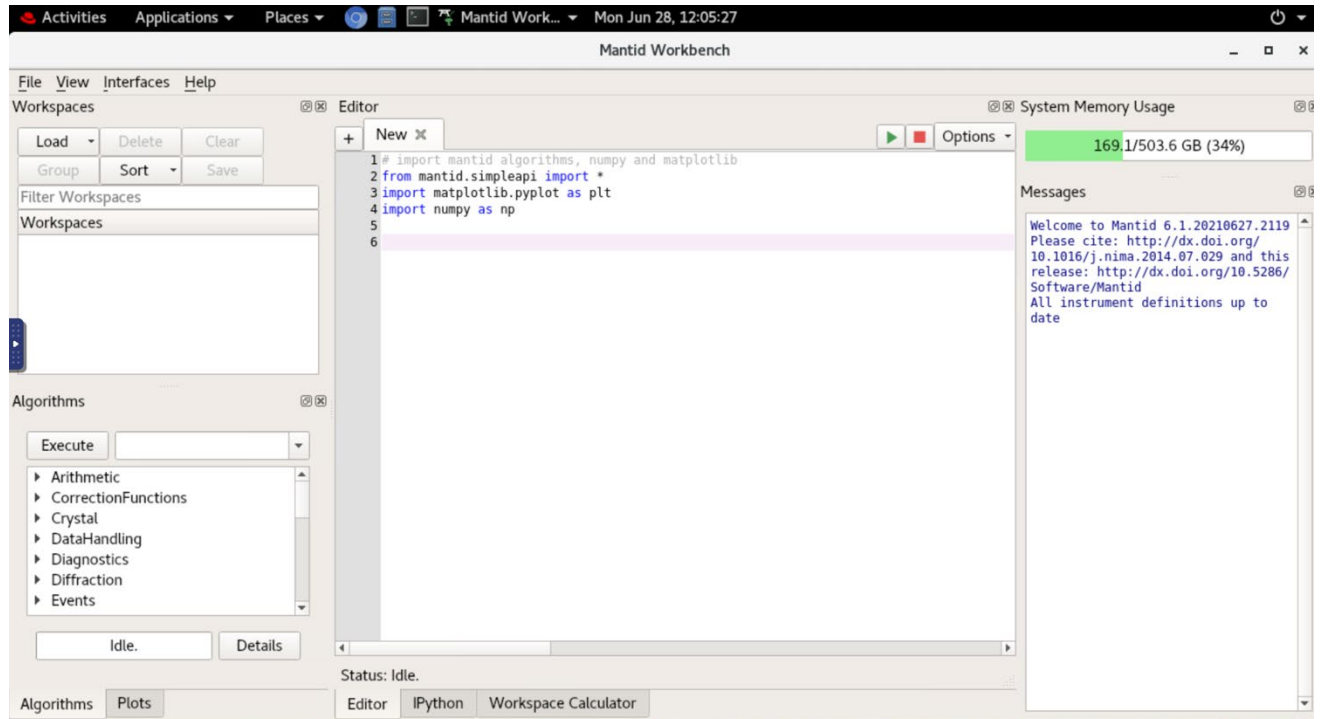 Activities Applications Places Mantid Work... Mon Jun 28, 12:05:27
Mantid Workbench
File View Interfaces Help
Workspaces
Load Delete Clear
Group Sort Save
Filter Workspaces
Workspaces
Algorithms
Execute
Arithmetic
CorrectionFunctions
Crystal
DataHandling
Diagnostics
Diffraction
Events
Idle. Details
Algorithms Plots
Editor
+ New Options
1 # import mantid algorithms, numpy and matplotlib
2 from mantid.simpleapi import *
3 import matplotlib.pyplot as plt
4 import numpy as np
5
6
Status: Idle.
Editor IPython Workspace Calculator
System Memory Usage
169.1/503.6 GB (34%)
Messages
Welcome to Mantid 6.1.20210627.2119
Please cite: http://dx.doi.org/
10.1016/j.nima.2014.07.029 and this
release: http://dx.doi.org/10.5286/
Software/Mantid
All instrument definitions up to
date